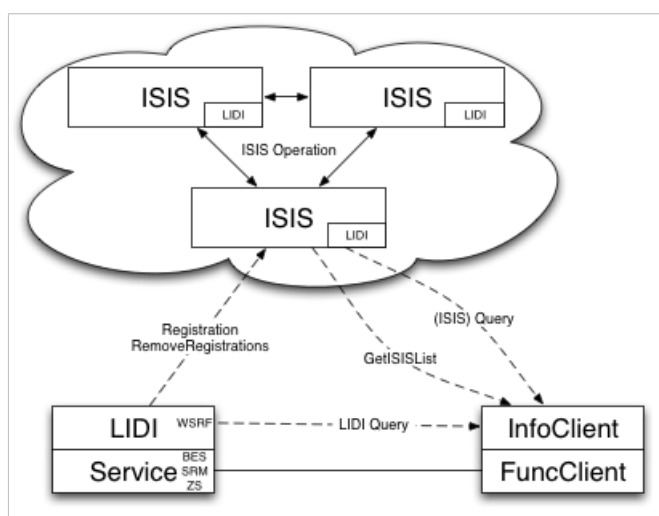 ISIS
LIDI
ISIS
LIDI
ISIS Operation
ISIS
LIDI
(ISIS) Query
Registration
RemoveRegistrations
GetISISList
LIDI
WSRF
LIDI Query
InfoClient
Service
BES
SRM
ZS
FuncClient